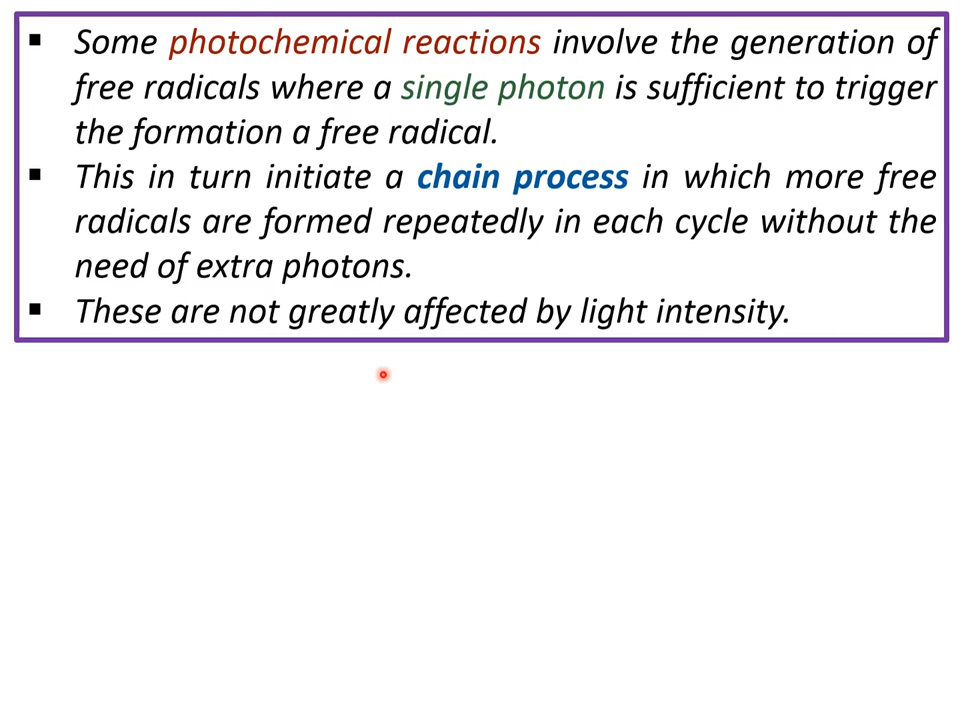 ▪ Some photochemical reactions involve the generation of
free radicals where a single photon is sufficient to trigger
the formation a free radical.
▪ This in turn initiate a chain process in which more free
radicals are formed repeatedly in each cycle without the
need of extra photons.
▪ These are not greatly affected by light intensity.